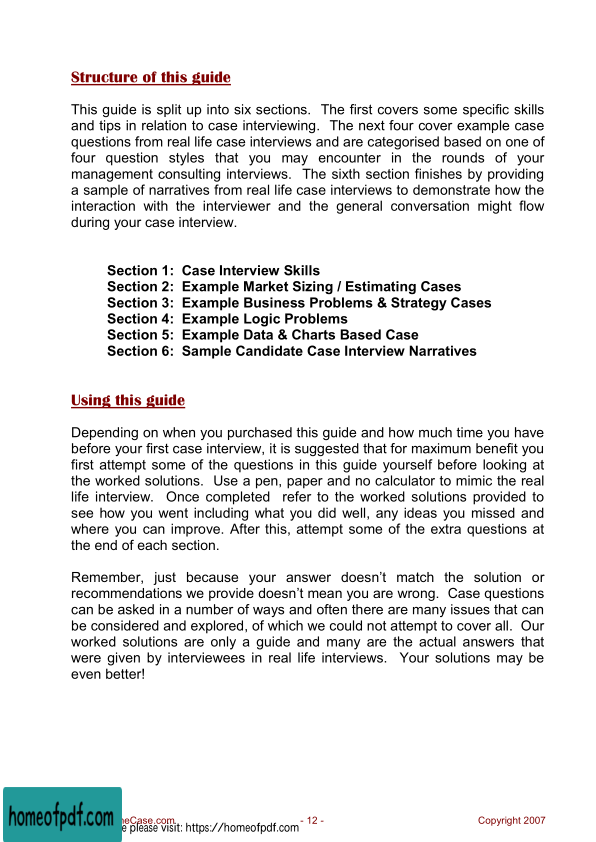 Structure of this guide
This guide is split up into six sections. The first covers some specific skills
and tips in relation to case interviewing. The next four cover example case
questions from real life case interviews and are categorised based on one of
four question styles that you may encounter in the rounds of your
management consulting interviews. The sixth section finishes by providing
a sample of narratives from real life case interviews to demonstrate how the
interaction with the interviewer and the general conversation might flow
during your case interview.
Section 1: Case Interview Skills
Section 2: Example Market Sizing / Estimating Cases
Section 3: Example Business Problems & Strategy Cases
Section 4: Example Logic Problems
Section 5: Example Data & Charts Based Case
Section 6: Sample Candidate Case Interview Narratives
Using this guide
Depending on when you purchased this guide and how much time you have
before your first case interview, it is suggested that for maximum benefit you
first attempt some of the questions in this guide yourself before looking at
the worked solutions. Use a pen, paper and no calculator to mimic the real
life interview. Once completed refer to the worked solutions provided to
see how you went including what you did well, any ideas you missed and
where you can improve. After this, attempt some of the extra questions at
the end of each section.
Remember, just because your answer doesn't match the solution or
recommendations we provide doesn't mean you are wrong. Case questions
can be asked in a number of ways and often there are many issues that can
be considered and explored, of which we could not attempt to cover all. Our
worked solutions are only a guide and many are the actual answers that
were given by interviewees in real life interviews. Your solutions may be
even better!
homeofpdf.com
heCase.com - 12 - Copyright 2007
e please visit: https://homeofpdf.com